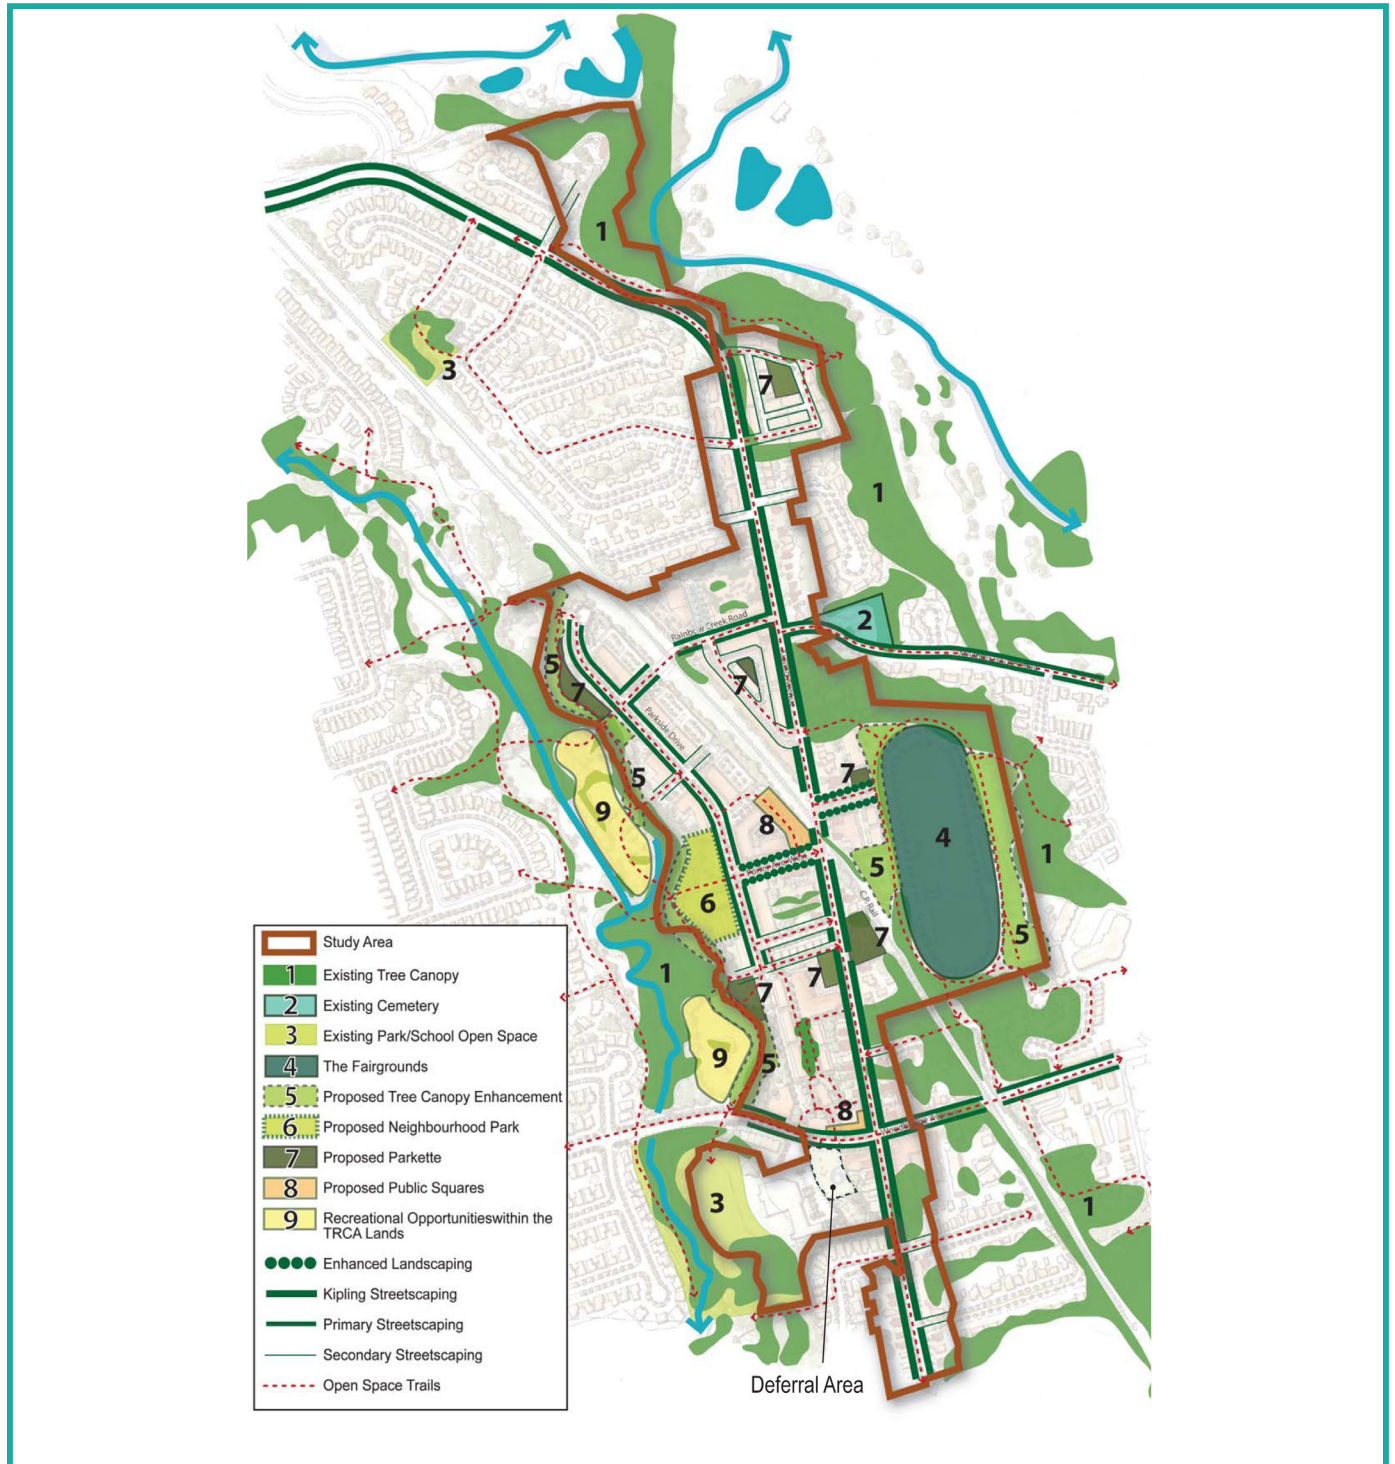 1
3
7
1
2
Rainbow Creek Road
5
7
7
Parkside Drive
5
7
9
8
4
5
1
6
C.P. Rail
7
5
1
7
7
9
5
8
3
1
Deferral Area
Study Area
1 Existing Tree Canopy
2 Existing Cemetery
3 Existing Park/School Open Space
4 The Fairgrounds
5 Proposed Tree Canopy Enhancement
6 Proposed Neighbourhood Park
7 Proposed Parkette
8 Proposed Public Squares
9 Recreational Opportunitieswithin the
TRCA Lands
Enhanced Landscaping
Kipling Streetscaping
Primary Streetscaping
Secondary Streetscaping
Open Space Trails